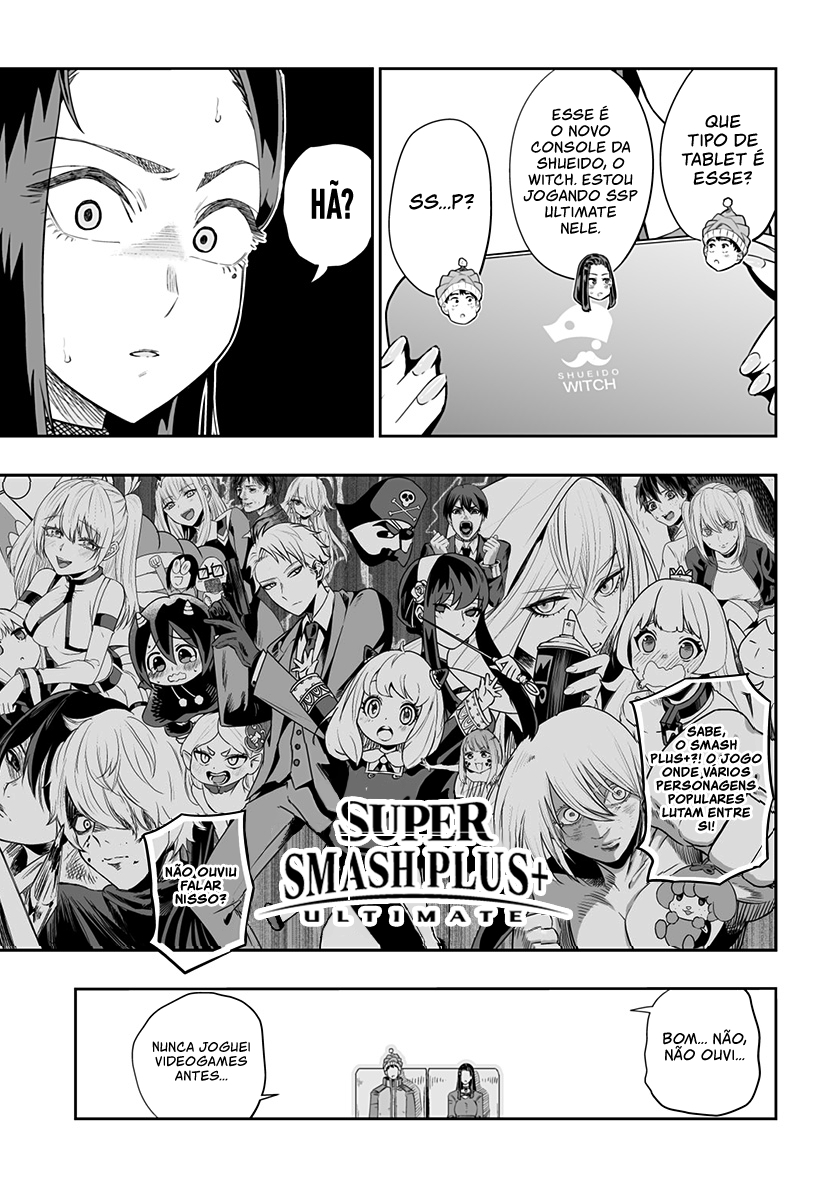 QUE
TIPO DE
TABLET É
ESSE?
ESSE É
O NOVO
CONSOLE DA
SHUEIDO, O
WITCH. ESTOU
JOGANDO SSP
ULTIMATE
NELE.
SS...P?
SHUEIDO
WITCH
HÃ?
SABE,
O SMASH
PLUS+?! O JOGO
ONDE VÁRIOS
PERSONAGENS
POPULARES
LUTAM ENTRE
SI!
SUPER
SMASH PLUS+
ULTIMATE
NÃO OUVIU
FALAR
NISSO?
BOM... NÃO,
NÃO OUVI...
NUNCA JOGUEI
VIDEOGAMES
ANTES...